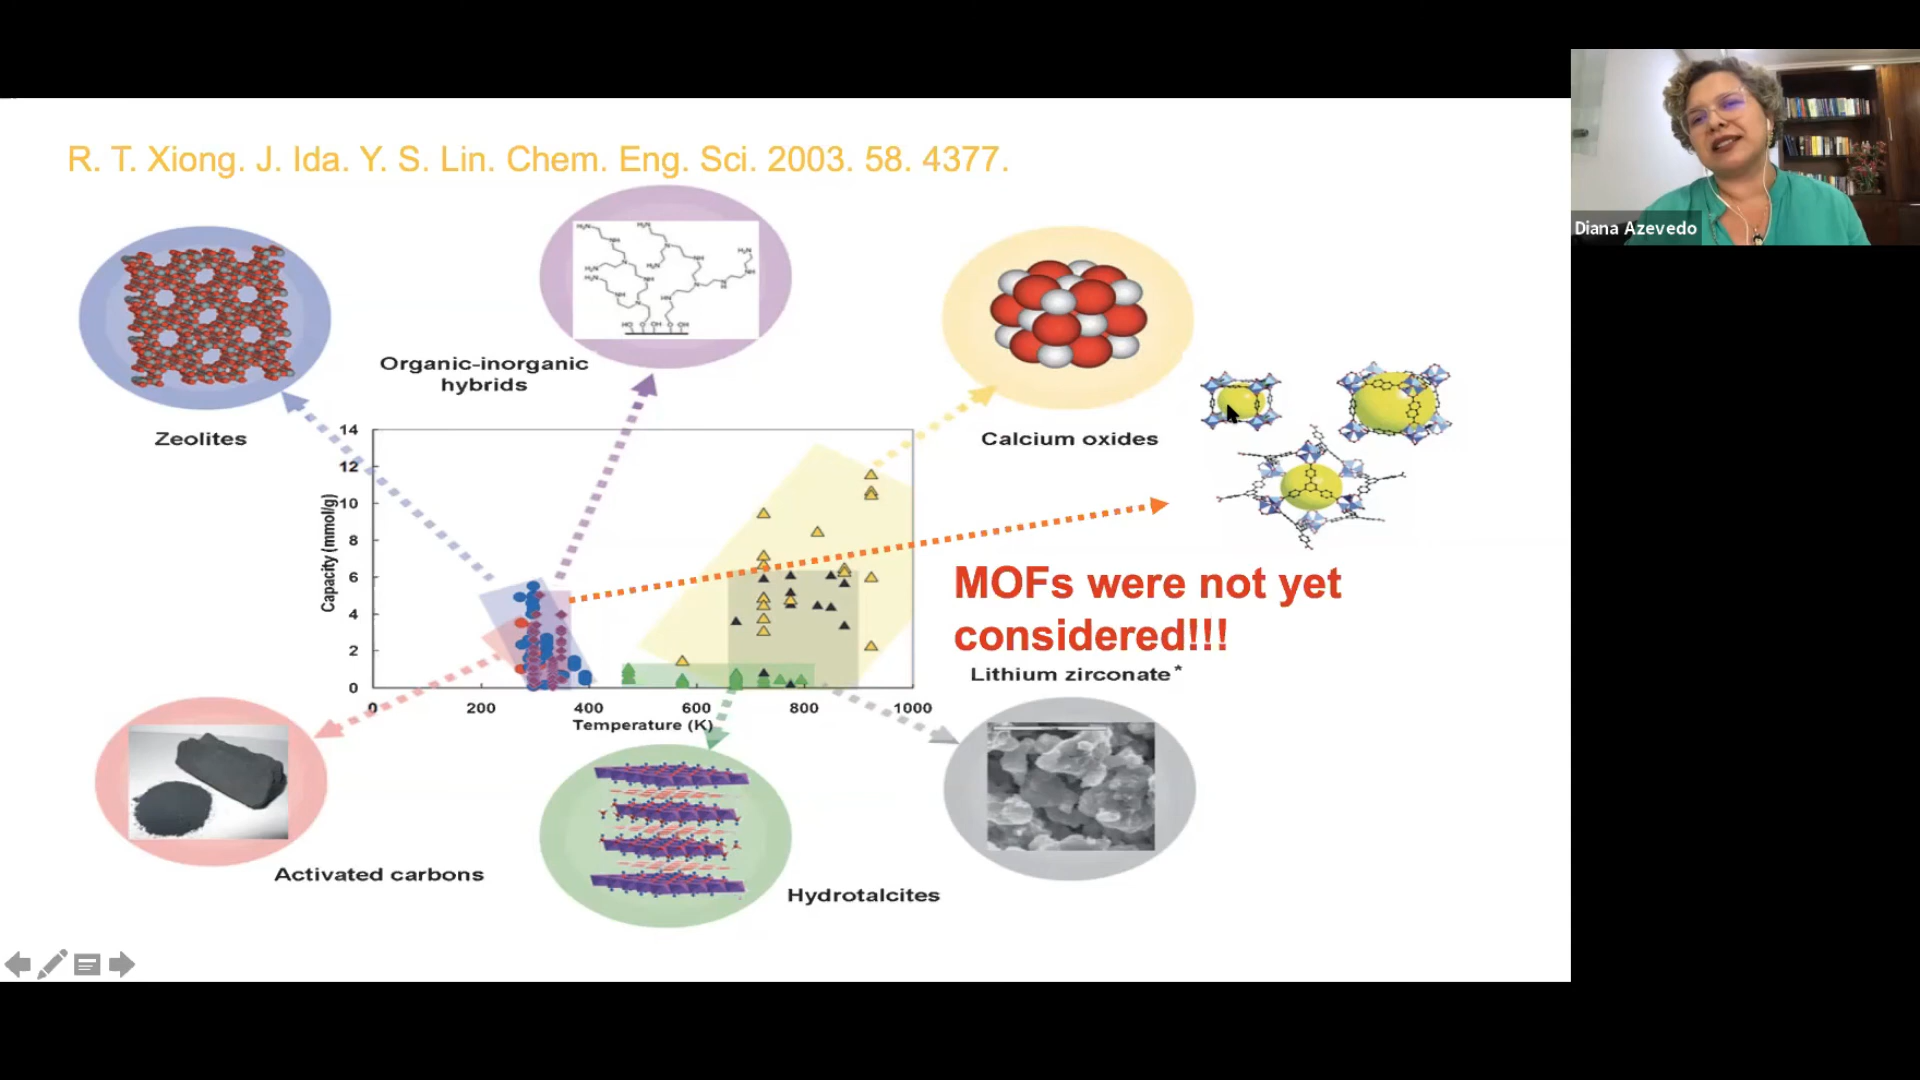 R. T. Xiong. J. Ida. Y. S. Lin. Chem. Eng. Sci. 2003. 58. 4377.
Diana Azevedo
Organic-inorganic
hybrids
Zeolites
Calcium oxides
Capacity (mmol/g)
14
12
10
8
6
4
2
0
0
200
400
600
800
1000
Temperature (K)
MOFs were not yet
considered!!!
Lithium zirconate*
Activated carbons
Hydrotalcites